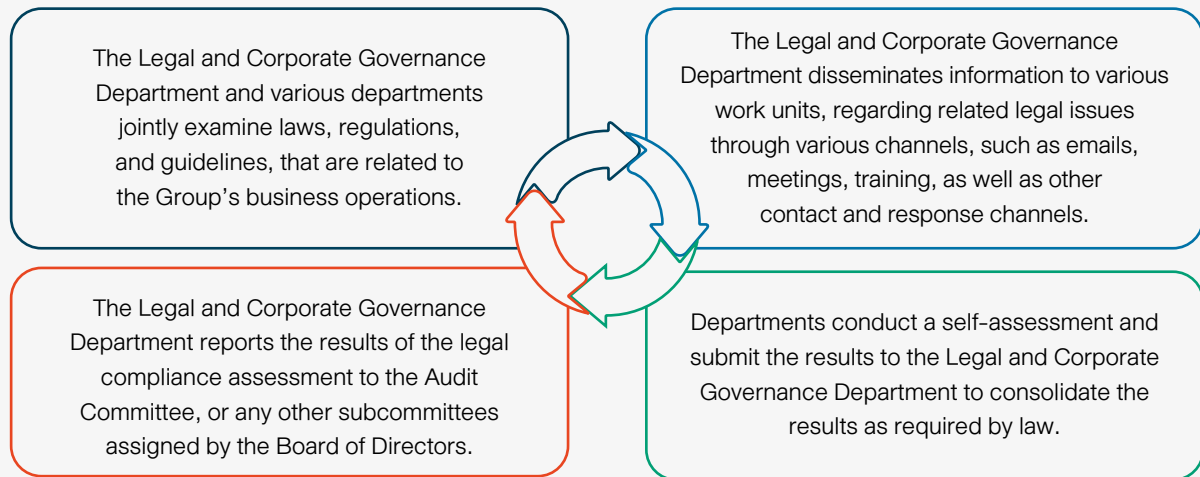 The Legal and Corporate Governance
Department and various departments
jointly examine laws, regulations,
and guidelines, that are related to
the Group's business operations.
The Legal and Corporate Governance
Department disseminates information to various
work units, regarding related legal issues
through various channels, such as emails,
meetings, training, as well as other
contact and response channels.
The Legal and Corporate Governance
Department reports the results of the legal
compliance assessment to the Audit
Committee, or any other subcommittees
assigned by the Board of Directors.
Departments conduct a self-assessment and
submit the results to the Legal and Corporate
Governance Department to consolidate the
results as required by law.